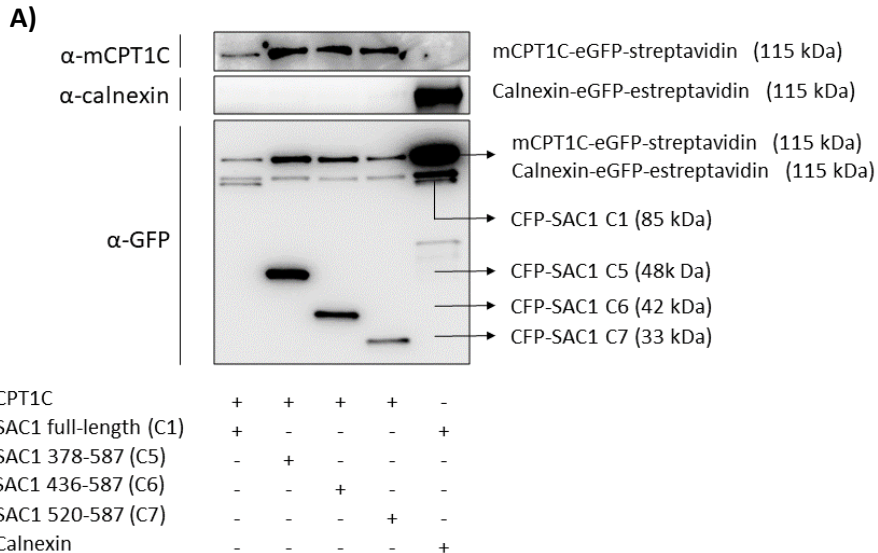 A)
α-mCPT1C mCPT1C-eGFP-streptavidin (115 kDa)
α-calnexin Calnexin-eGFP-estreptavidin (115 kDa)
mCPT1C-eGFP-streptavidin (115 kDa)
Calnexin-eGFP-estreptavidin (115 kDa)
CFP-SAC1 C1 (85 kDa)
α-GFP
CFP-SAC1 C5 (48k Da)
CFP-SAC1 C6 (42 kDa)
CFP-SAC1 C7 (33 kDa)
CPT1C + + + + -
SAC1 full-length (C1) + - - - +
SAC1 378-587 (C5) - + - - -
SAC1 436-587 (C6) - - + - -
SAC1 520-587 (C7) - - - + -
Calnexin - - - - +